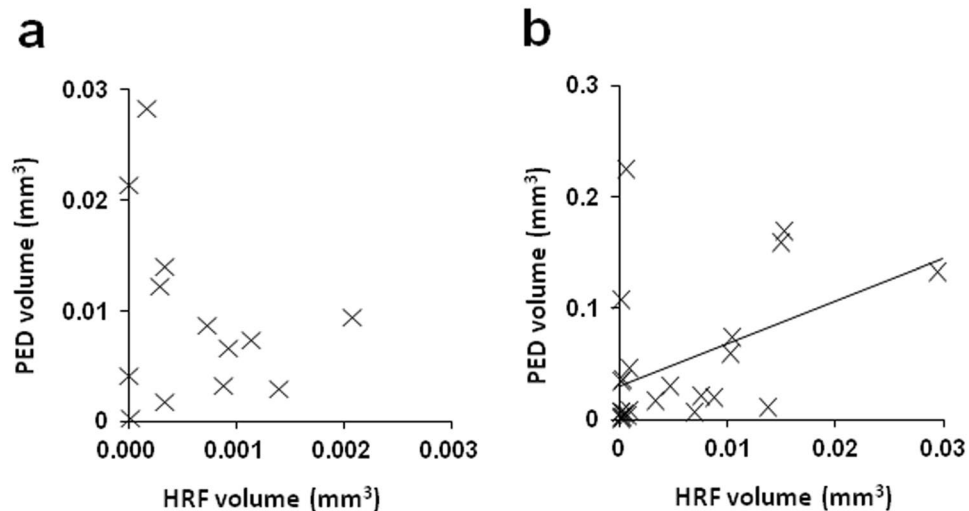 a
0.03
0.02
0.01
0
PED volume (mm³)
0.000 0.001 0.002 0.003
HRF volume (mm³)
b
0.3
0.2
0.1
0
PED volume (mm³)
0 0.01 0.02 0.03
HRF volume (mm³)